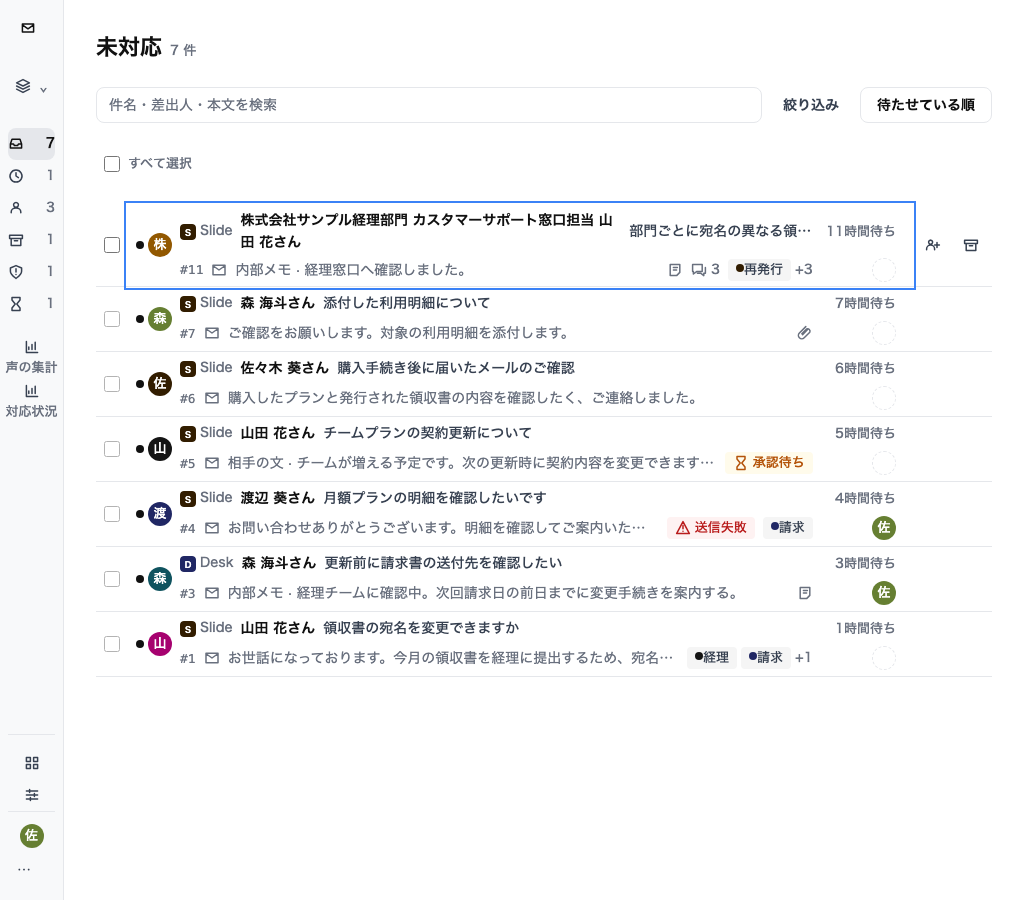 未対応 7 件
件名・差出人・本文を検索
絞り込み
待たせている順
7
1
3
1
1
1
声の集計
対応状況
佐
…
すべて選択
株
S Slide 株式会社サンプル経理部門 カスタマーサポート窓口担当 山
田 花さん
部門ごとに宛名の異なる領… 11時間待ち
#11 内部メモ · 経理窓口へ確認しました。 3 再発行 +3
森
S Slide 森 海斗さん 添付した利用明細について 7時間待ち
#7 ご確認をお願いします。対象の利用明細を添付します。
佐
S Slide 佐々木 葵さん 購入手続き後に届いたメールのご確認 6時間待ち
#6 購入したプランと発行された領収書の内容を確認したく、ご連絡しました。
山
S Slide 山田 花さん チームプランの契約更新について 5時間待ち
#5 相手の文 · チームが増える予定です。次の更新時に契約内容を変更できます… 承認待ち
渡
S Slide 渡辺 葵さん 月額プランの明細を確認したいです 4時間待ち
#4 お問い合わせありがとうございます。明細を確認してご案内いた… 送信失敗 請求 佐
森
D Desk 森 海斗さん 更新前に請求書の送付先を確認したい 3時間待ち
#3 内部メモ · 経理チームに確認中。次回請求日の前日までに変更手続きを案内する。 佐
山
S Slide 山田 花さん 領収書の宛名を変更できますか 1時間待ち
#1 お世話になっております。今月の領収書を経理に提出するため、宛名… 経理 請求 +1